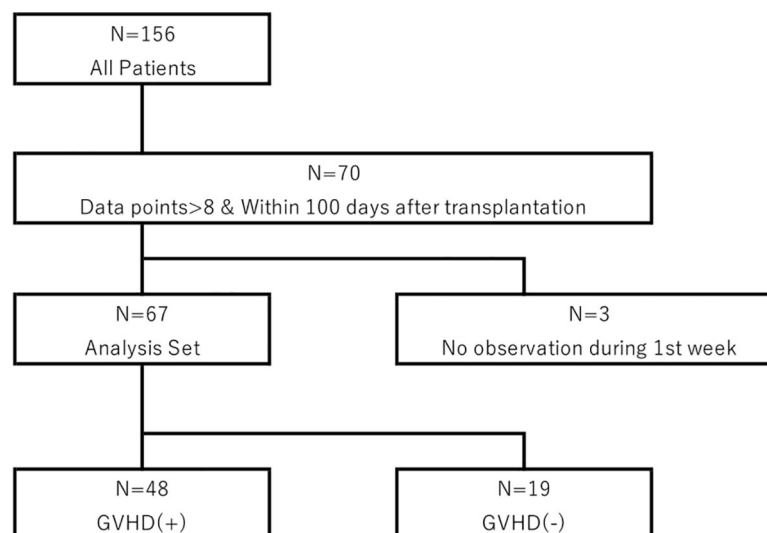 N=156
All Patients
N=70
Data points>8 & Within 100 days after transplantation
N=67
Analysis Set
N=3
No observation during 1st week
N=48
GVHD(+)
N=19
GVHD(-)